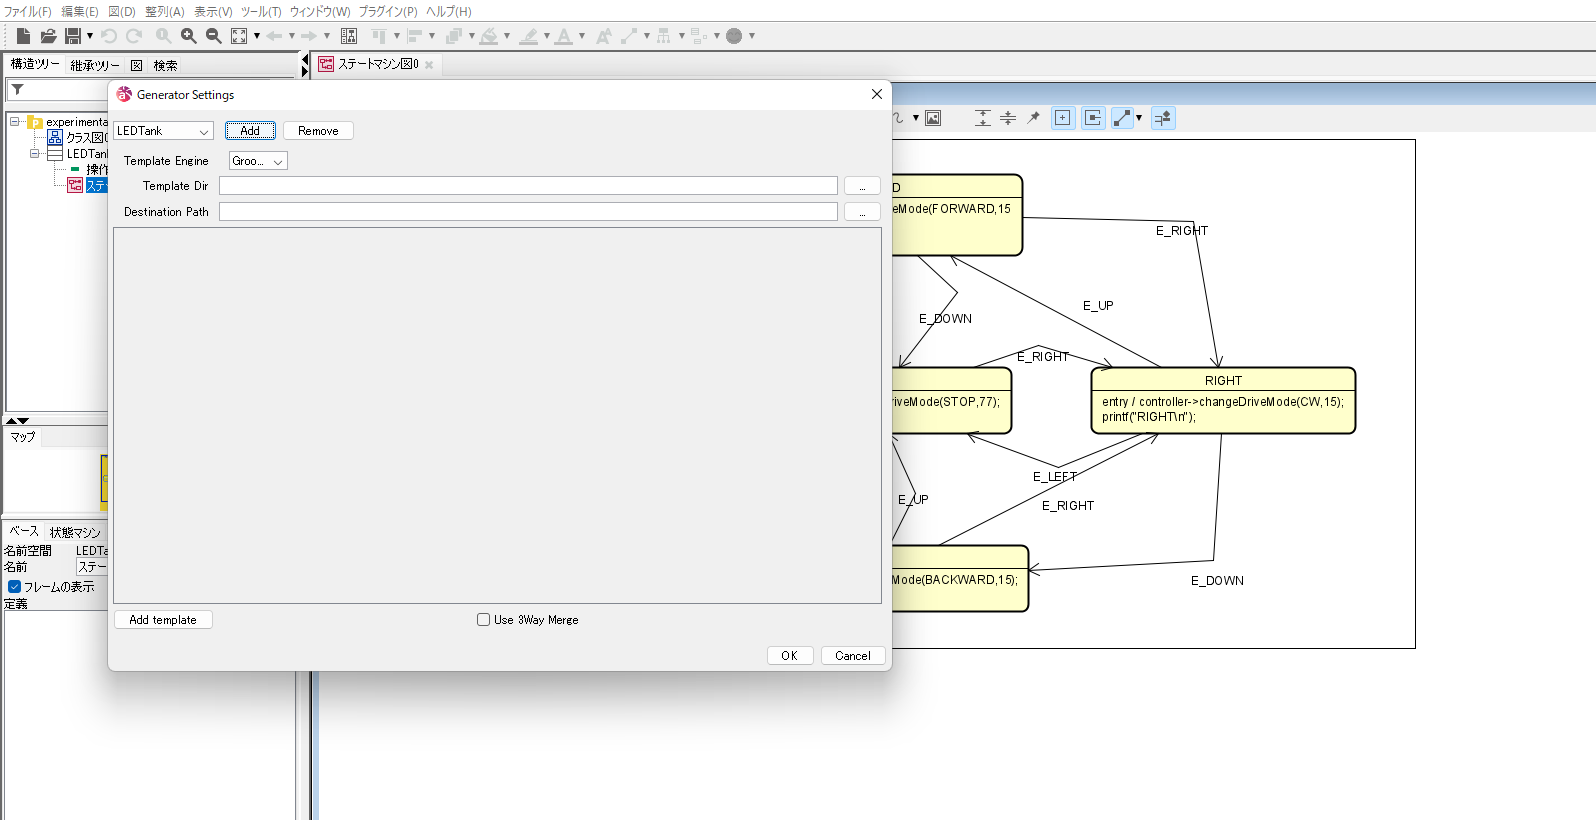 ファイル(F) 編集(E) 図(D) 整列(A) 表示(V) ツール(T) ウィンドウ(W) プラグイン(P) ヘルプ(H)
構造ツリー 継承ツリー 図 検索
ステートマシン図0
experimenta
クラス図0
LEDTan
操作
ステー
マップ
ベース 状態マシン
名前空間 LEDTa
名前 ステー
フレームの表示
定義
Generator Settings
LEDTank Add Remove
Template Engine Groo...
Template Dir ...
Destination Path ...
Add template Use 3Way Merge
OK Cancel
D
eMode(FORWARD,15
E_RIGHT
E_UP
E_DOWN
E_RIGHT
riveMode(STOP,77);
RIGHT
entry / controller->changeDriveMode(CW,15);
printf("RIGHT\n");
E_LEFT
E_UP
E_RIGHT
Mode(BACKWARD,15);
E_DOWN